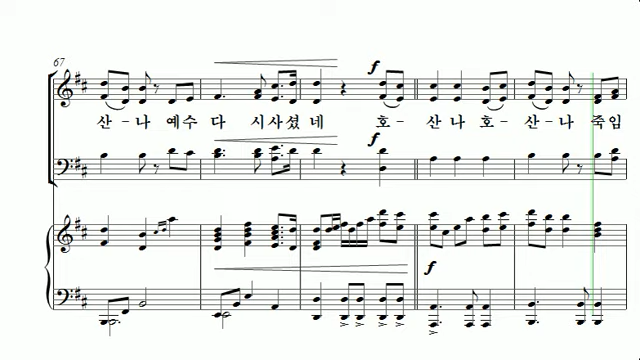 67
f
산 - 나 예수 다 시사셨 네 호 - 산 나 호 - 산 - 나 죽임
f
f